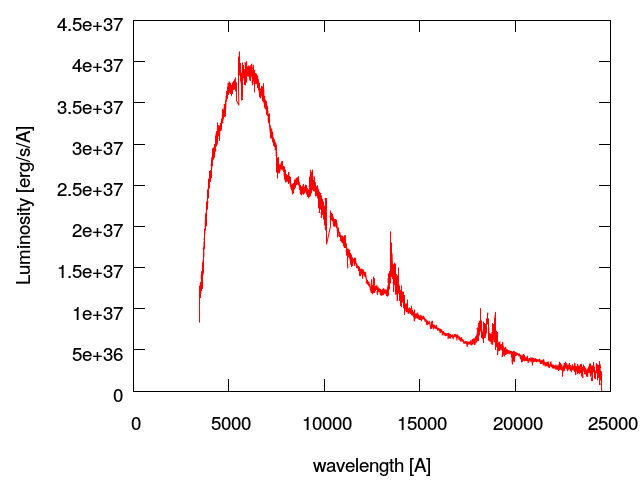 4.5e+37
4e+37
3.5e+37
3e+37
2.5e+37
2e+37
1.5e+37
1e+37
5e+36
0
Luminosity [erg/s/A]
0 5000 10000 15000 20000 25000
wavelength [A]